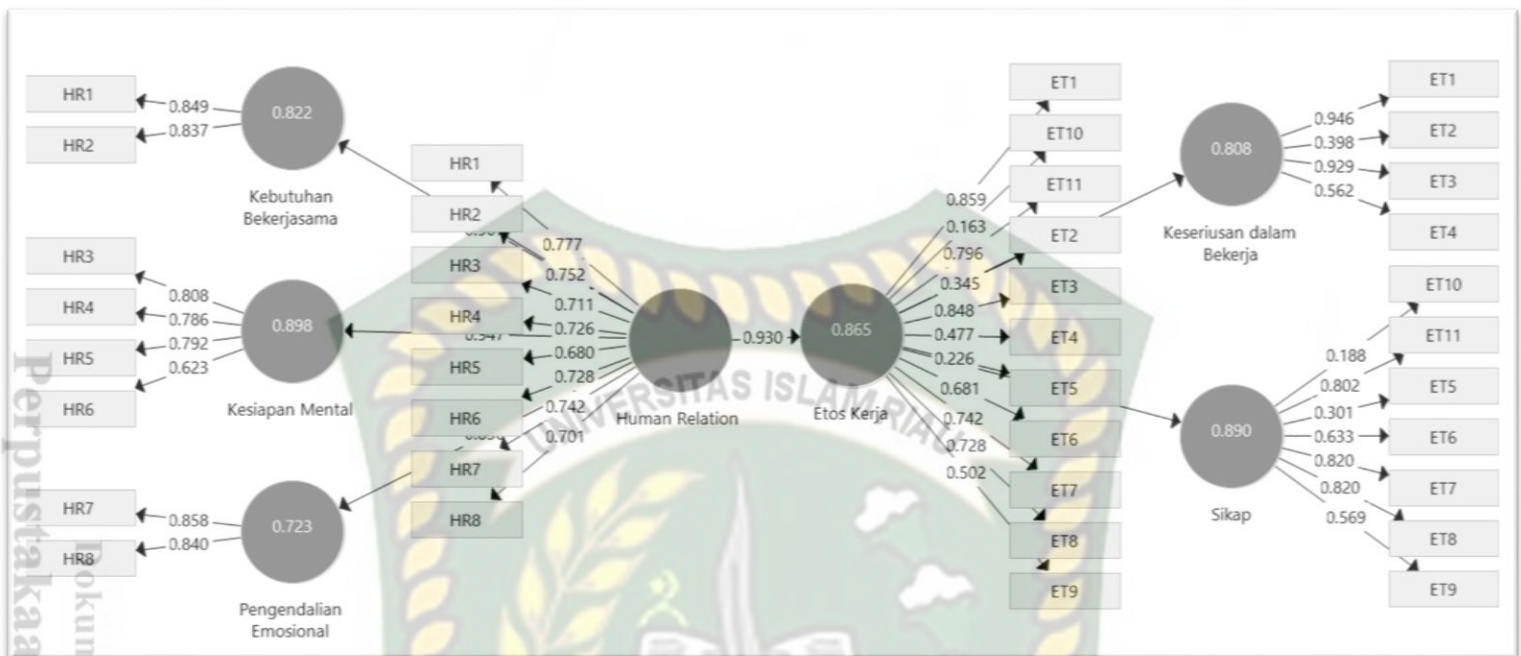 HR1
HR2
0.849
0.837
0.822
Kebutuhan
Bekerjasama
HR3
HR4
HR5
HR6
0.808
0.786
0.792
0.623
0.898
Kesiapan Mental
HR7
HR8
0.858
0.840
0.723
Pengendalian
Emosional
HR1
HR2
HR3
HR4
HR5
HR6
HR7
HR8
0.777
0.752
0.711
0.726
0.680
0.728
0.742
0.701
Human Relation
0.930
0.865
Etos Kerja
0.859
0.163
0.796
0.345
0.848
0.477
0.226
0.681
0.742
0.728
0.502
ET1
ET10
ET11
ET2
ET3
ET4
ET5
ET6
ET7
ET8
ET9
0.808
Keseriusan dalam
Bekerja
0.946
0.398
0.929
0.562
ET1
ET2
ET3
ET4
0.890
Sikap
0.188
0.802
0.301
0.633
0.820
0.820
0.569
ET10
ET11
ET5
ET6
ET7
ET8
ET9
UNIVERSITAS ISLAM RIAU
Perpustakaa
Dokun